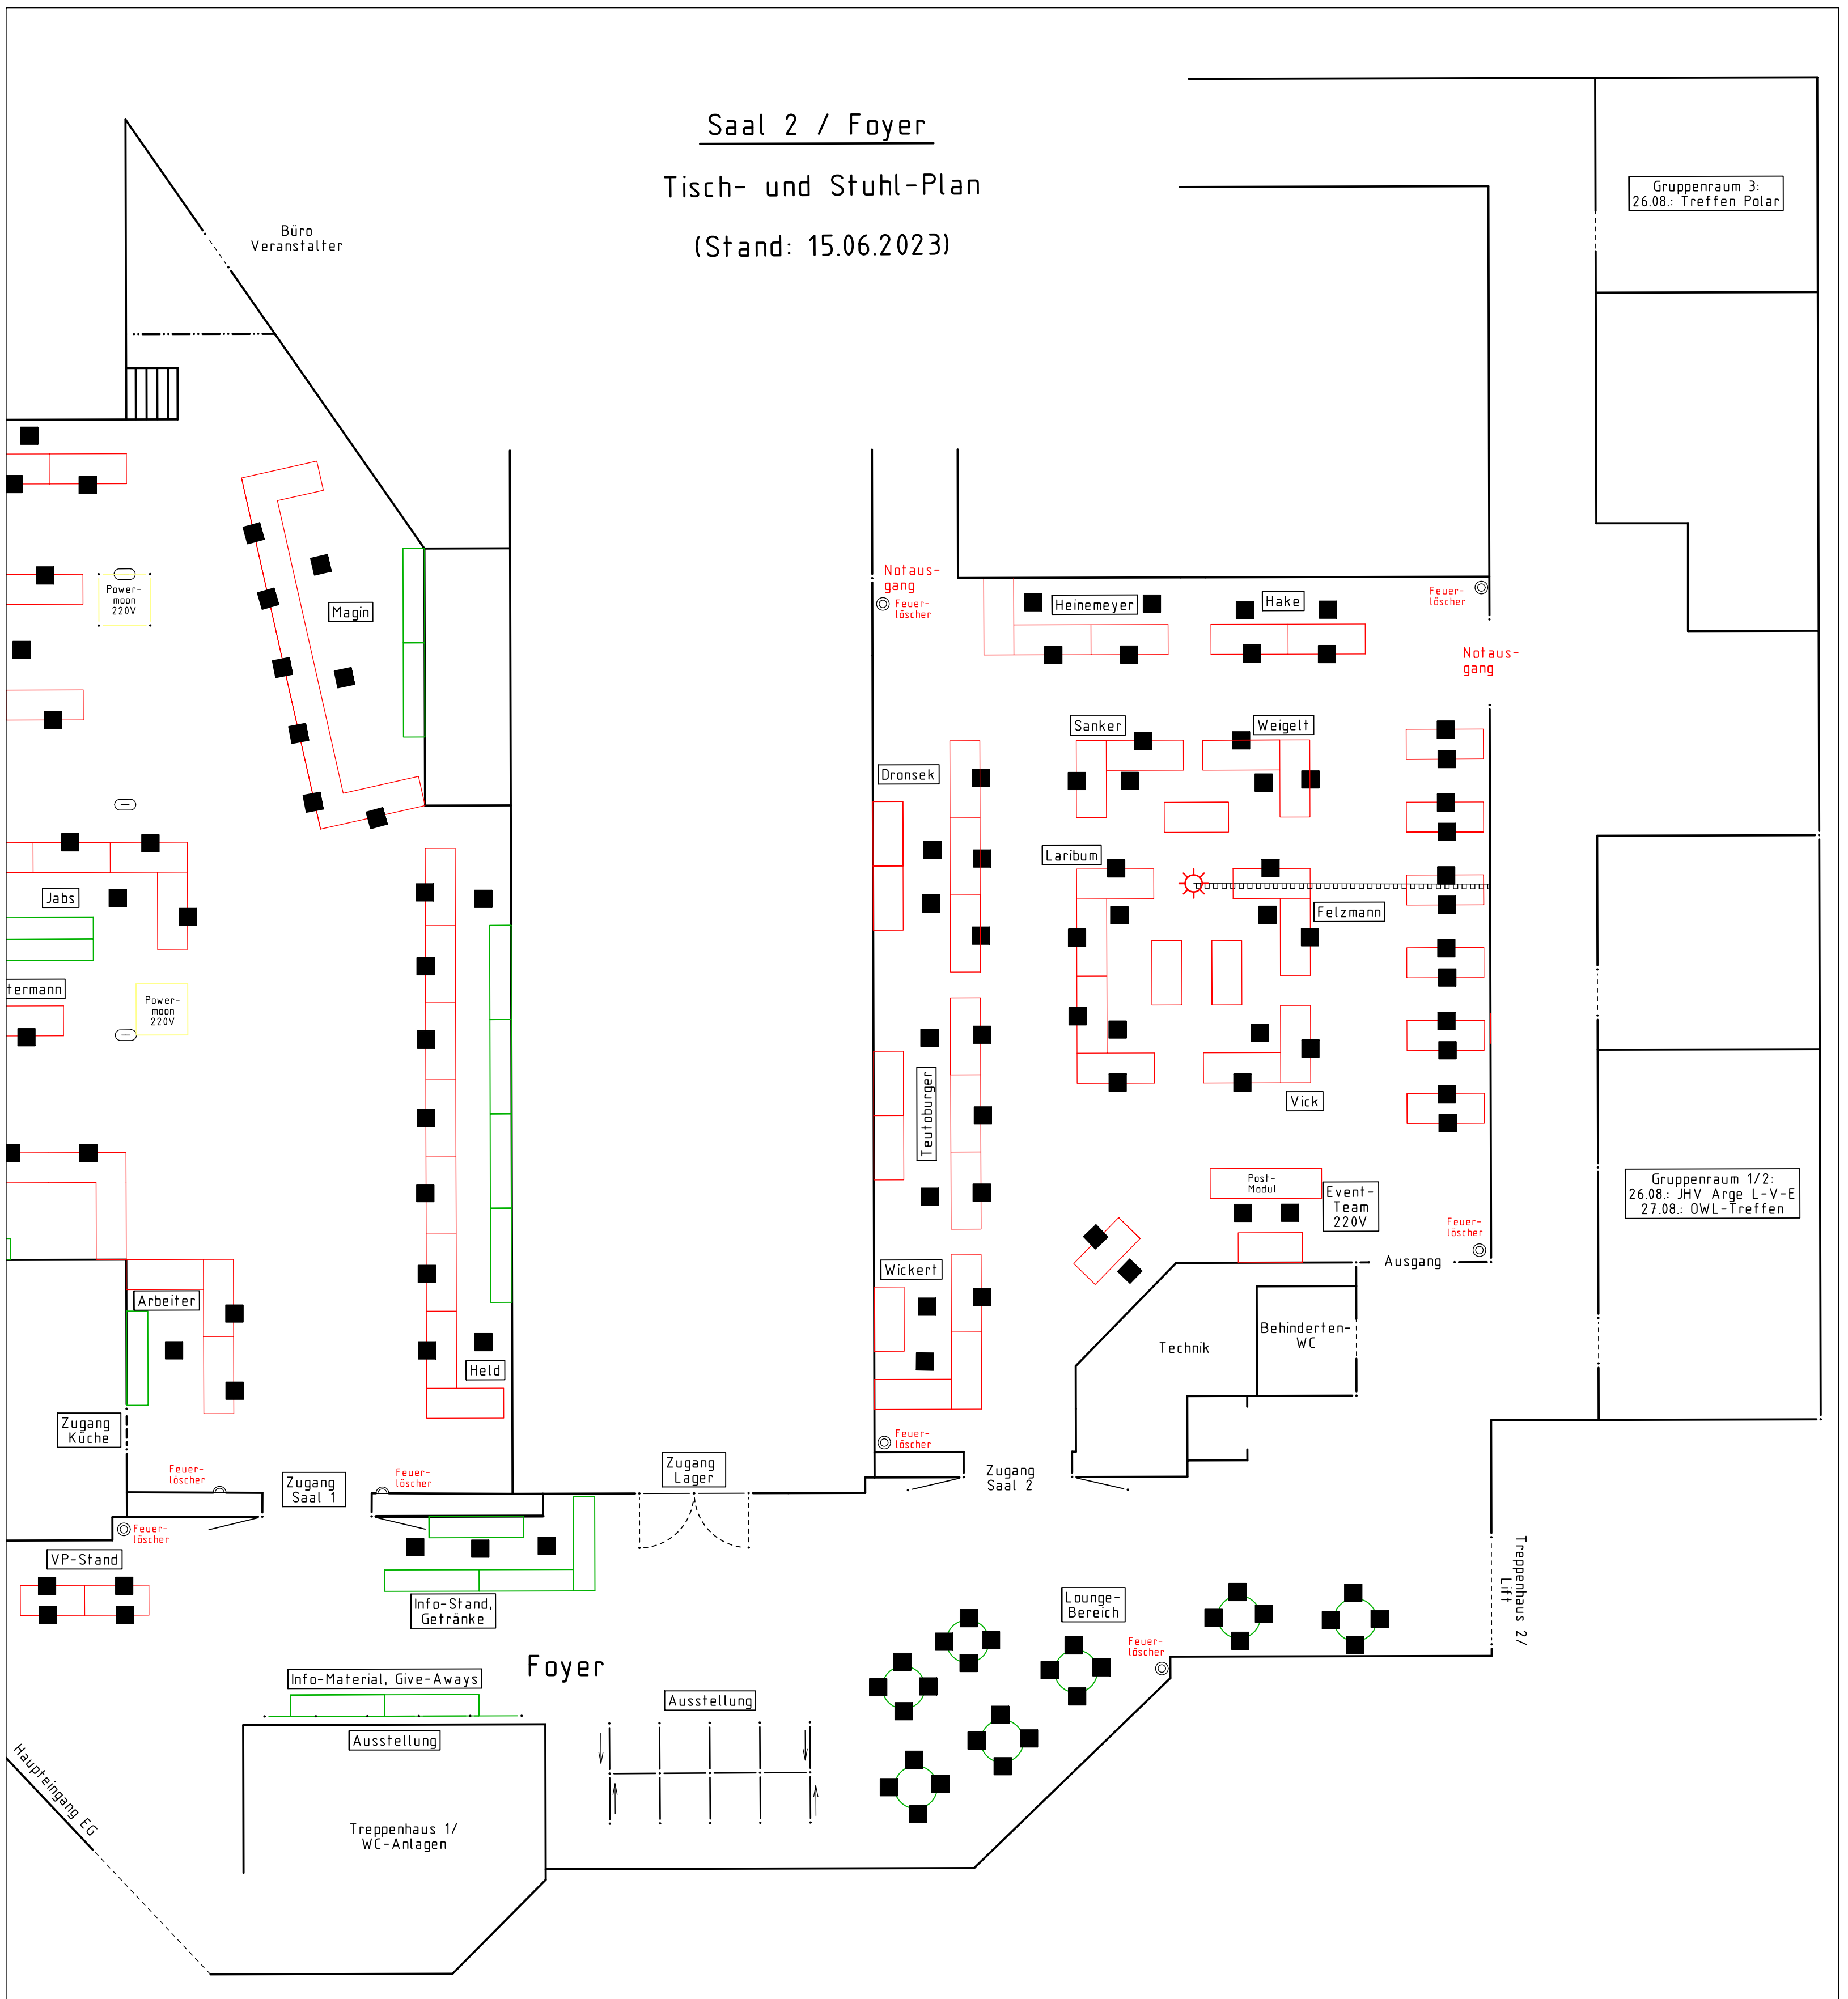 Saal 2 / Foyer
Tisch- und Stuhl-Plan
(Stand: 15.06.2023)
Gruppenraum 3:
26.08.: Treffen Polar
Büro
Veranstalter
Notaus-
gang
Feuer-
löscher
Heinemeyer
Hake
Feuer-
löscher
Notaus-
gang
Power-
moon
220V
Magin
Sanker
Weigelt
Dronsek
Laribum
Felzmann
Jabs
termann
Power-
moon
220V
Teutoburger
Vick
Post-
Modul
Event-
Team
220V
Gruppenraum 1/2:
26.08.: JHV Arge L-V-E
27.08.: OWL-Treffen
Feuer-
löscher
Ausgang
Wickert
Arbeiter
Held
Technik
Behinderten-
WC
Zugang
Küche
Feuer-
löscher
Zugang
Saal 1
Feuer-
löscher
Zugang
Lager
Feuer-
löscher
Zugang
Saal 2
Feuer-
löscher
VP-Stand
Info-Stand,
Getränke
Lounge-
Bereich
Feuer-
löscher
Treppenhaus 2/
Lift
Foyer
Info-Material, Give-Aways
Ausstellung
Ausstellung
Haupteingang EG
Treppenhaus 1/
WC-Anlagen